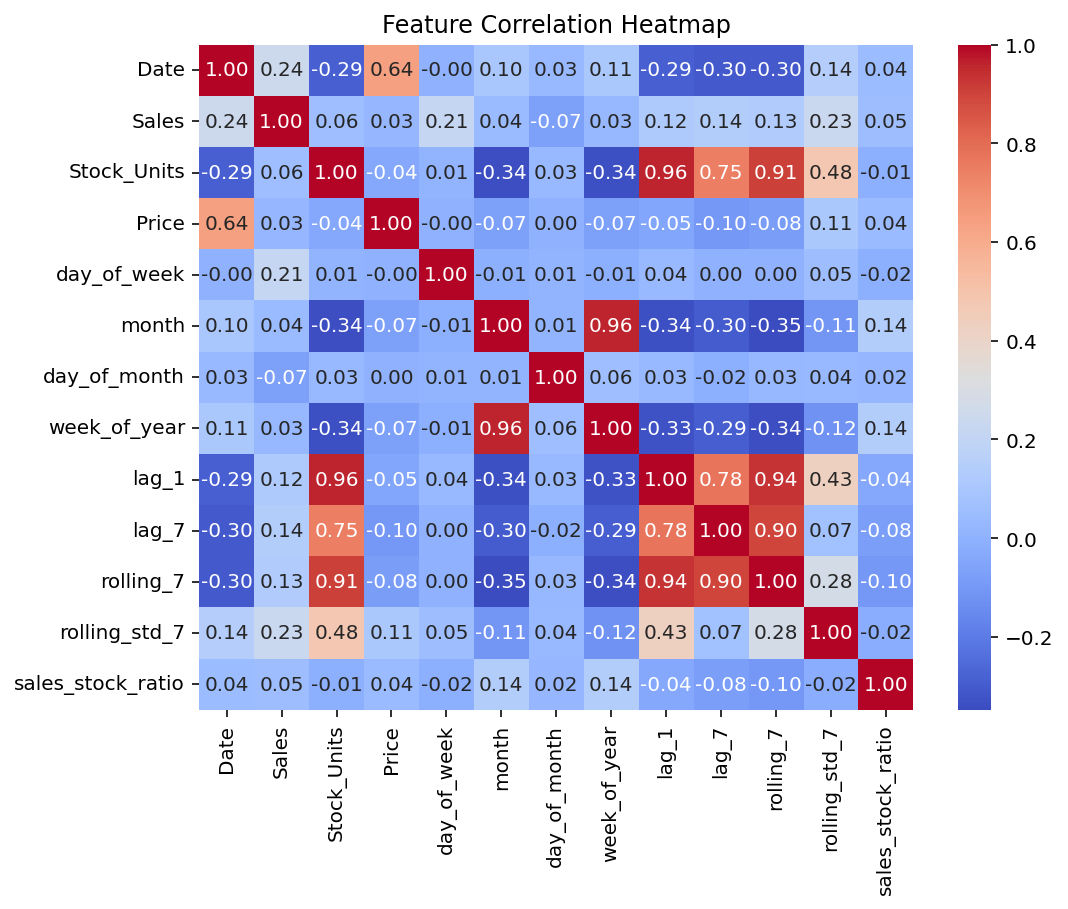 Feature Correlation Heatmap
Date 1.00 0.24 -0.29 0.64 -0.00 0.10 0.03 0.11 -0.29 -0.30 -0.30 0.14 0.04
Sales 0.24 1.00 0.06 0.03 0.21 0.04 -0.07 0.03 0.12 0.14 0.13 0.23 0.05
Stock_Units -0.29 0.06 1.00 -0.04 0.01 -0.34 0.03 -0.34 0.96 0.75 0.91 0.48 -0.01
Price 0.64 0.03 -0.04 1.00 -0.00 -0.07 0.00 -0.07 -0.05 -0.10 -0.08 0.11 0.04
day_of_week -0.00 0.21 0.01 -0.00 1.00 -0.01 0.01 -0.01 0.04 0.00 0.00 0.05 -0.02
month 0.10 0.04 -0.34 -0.07 -0.01 1.00 0.01 0.96 -0.34 -0.30 -0.35 -0.11 0.14
day_of_month 0.03 -0.07 0.03 0.00 0.01 0.01 1.00 0.06 0.03 -0.02 0.03 0.04 0.02
week_of_year 0.11 0.03 -0.34 -0.07 -0.01 0.96 0.06 1.00 -0.33 -0.29 -0.34 -0.12 0.14
lag_1 -0.29 0.12 0.96 -0.05 0.04 -0.34 0.03 -0.33 1.00 0.78 0.94 0.43 -0.04
lag_7 -0.30 0.14 0.75 -0.10 0.00 -0.30 -0.02 -0.29 0.78 1.00 0.90 0.07 -0.08
rolling_7 -0.30 0.13 0.91 -0.08 0.00 -0.35 0.03 -0.34 0.94 0.90 1.00 0.28 -0.10
rolling_std_7 0.14 0.23 0.48 0.11 0.05 -0.11 0.04 -0.12 0.43 0.07 0.28 1.00 -0.02
sales_stock_ratio 0.04 0.05 -0.01 0.04 -0.02 0.14 0.02 0.14 -0.04 -0.08 -0.10 -0.02 1.00
Date
Sales
Stock_Units
Price
day_of_week
month
day_of_month
week_of_year
lag_1
lag_7
rolling_7
rolling_std_7
sales_stock_ratio
1.0
0.8
0.6
0.4
0.2
0.0
−0.2